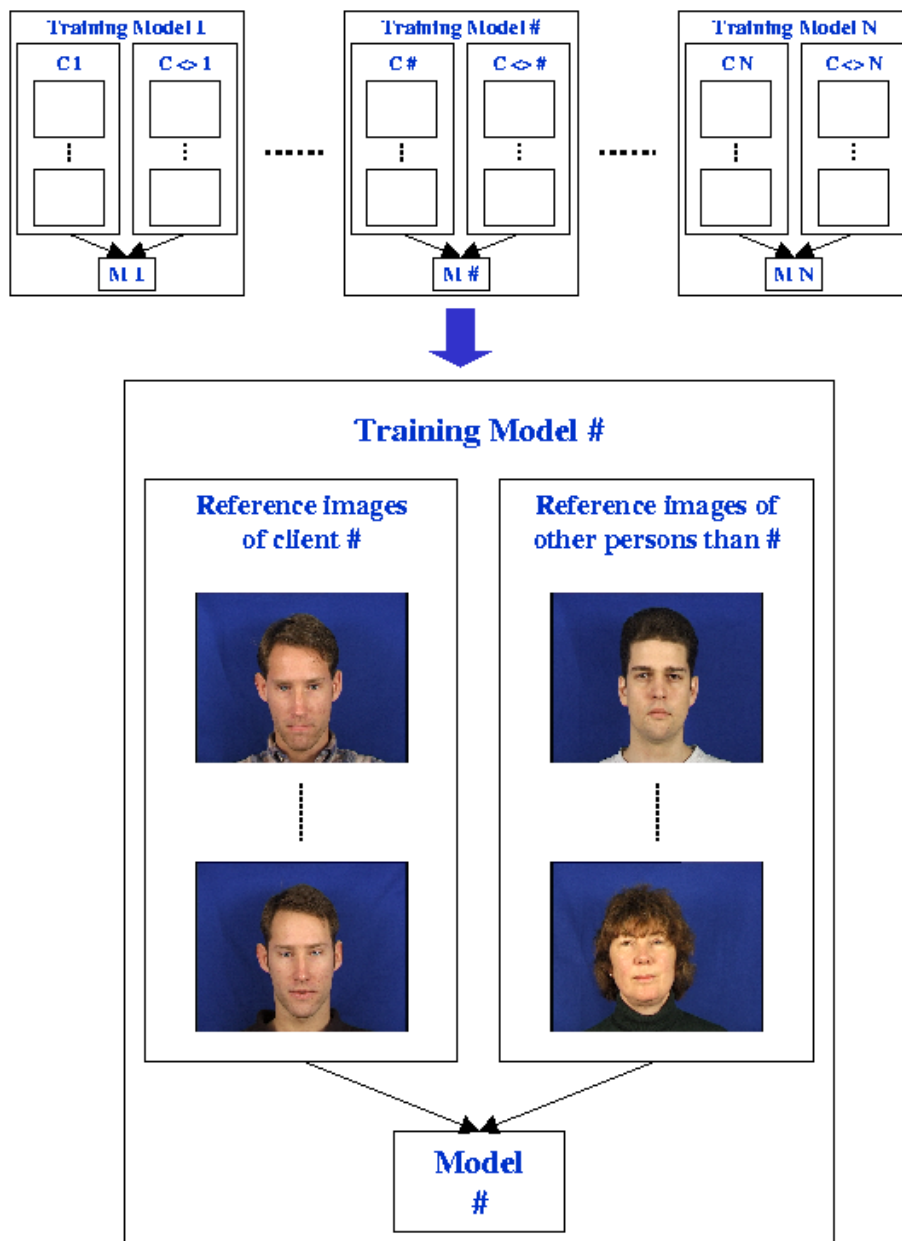 Training Model 1
C 1
C <> 1
M 1
Training Model #
C #
C <> #
M #
Training Model N
C N
C <> N
M N
Training Model #
Reference images
of client #
Reference images of
other persons than #
Model
#